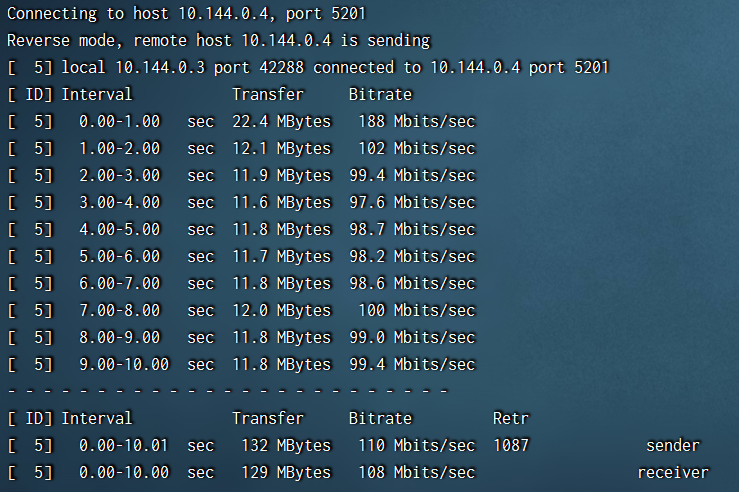 Connecting to host 10.144.0.4, port 5201
Reverse mode, remote host 10.144.0.4 is sending
[  5] local 10.144.0.3 port 42288 connected to 10.144.0.4 port 5201
[ ID] Interval           Transfer     Bitrate
[  5]   0.00-1.00   sec  22.4 MBytes   188 Mbits/sec
[  5]   1.00-2.00   sec  12.1 MBytes   102 Mbits/sec
[  5]   2.00-3.00   sec  11.9 MBytes  99.4 Mbits/sec
[  5]   3.00-4.00   sec  11.6 MBytes  97.6 Mbits/sec
[  5]   4.00-5.00   sec  11.8 MBytes  98.7 Mbits/sec
[  5]   5.00-6.00   sec  11.7 MBytes  98.2 Mbits/sec
[  5]   6.00-7.00   sec  11.8 MBytes  98.6 Mbits/sec
[  5]   7.00-8.00   sec  12.0 MBytes   100 Mbits/sec
[  5]   8.00-9.00   sec  11.8 MBytes  99.0 Mbits/sec
[  5]   9.00-10.00  sec  11.8 MBytes  99.4 Mbits/sec
- - - - - - - - - - - - - - - - - - - - - - - - -
[ ID] Interval           Transfer     Bitrate         Retr
[  5]   0.00-10.01  sec   132 MBytes   110 Mbits/sec  1087             sender
[  5]   0.00-10.00  sec   129 MBytes   108 Mbits/sec                  receiver